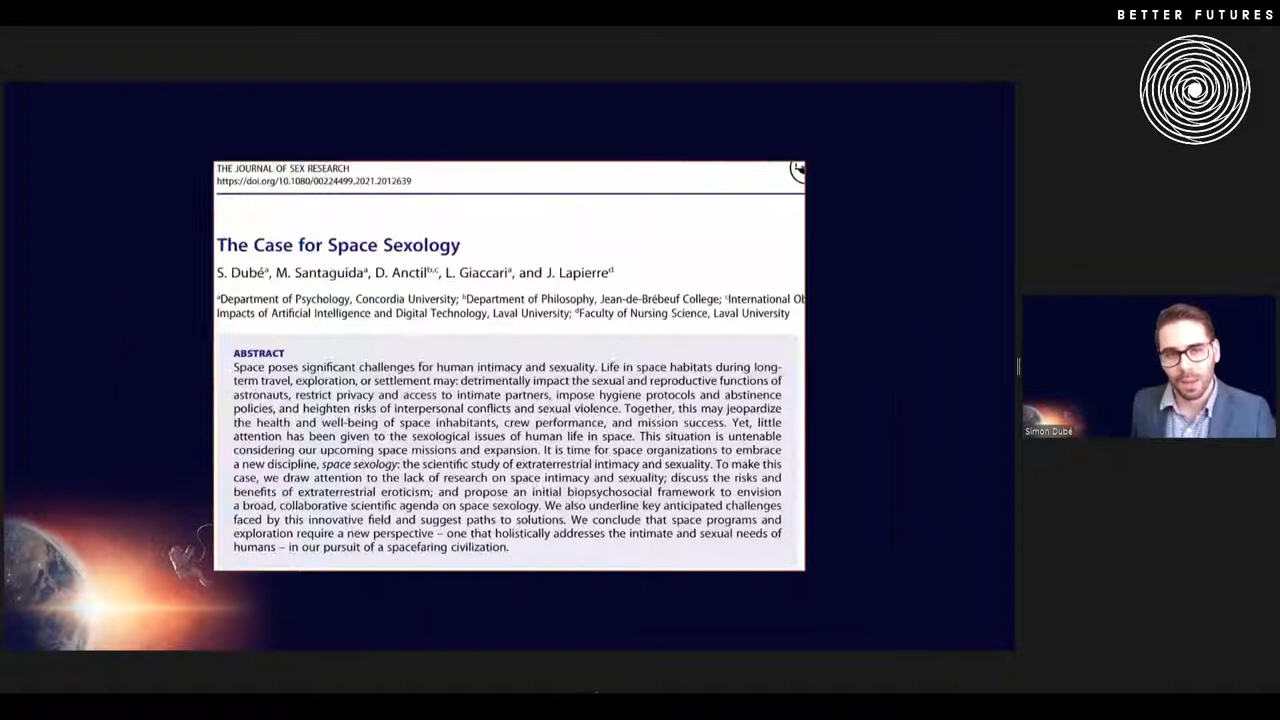 BETTER FUTURES
THE JOURNAL OF SEX RESEARCH
https://doi.org/10.1080/00224499.2021.2012639
The Case for Space Sexology
S. Dubéᵃ, M. Santaguidaᵃ, D. Anctilᵇ,ᶜ, L. Giaccariᵃ, and J. Lapierreᵈ
ᵃDepartment of Psychology, Concordia University; ᵇDepartment of Philosophy, Jean-de-Brébeuf College; ᶜInternational Ob
Impacts of Artificial Intelligence and Digital Technology, Laval University; ᵈFaculty of Nursing Science, Laval University
ABSTRACT
Space poses significant challenges for human intimacy and sexuality. Life in space habitats during long-
term travel, exploration, or settlement may: detrimentally impact the sexual and reproductive functions of
astronauts, restrict privacy and access to intimate partners, impose hygiene protocols and abstinence
policies, and heighten risks of interpersonal conflicts and sexual violence. Together, this may jeopardize
the health and well-being of space inhabitants, crew performance, and mission success. Yet, little
attention has been given to the sexological issues of human life in space. This situation is untenable
considering our upcoming space missions and expansion. It is time for space organizations to embrace
a new discipline, space sexology: the scientific study of extraterrestrial intimacy and sexuality. To make this
case, we draw attention to the lack of research on space intimacy and sexuality; discuss the risks and
benefits of extraterrestrial eroticism; and propose an initial biopsychosocial framework to envision
a broad, collaborative scientific agenda on space sexology. We also underline key anticipated challenges
faced by this innovative field and suggest paths to solutions. We conclude that space programs and
exploration require a new perspective – one that holistically addresses the intimate and sexual needs of
humans – in our pursuit of a spacefaring civilization.
Simon Dubé